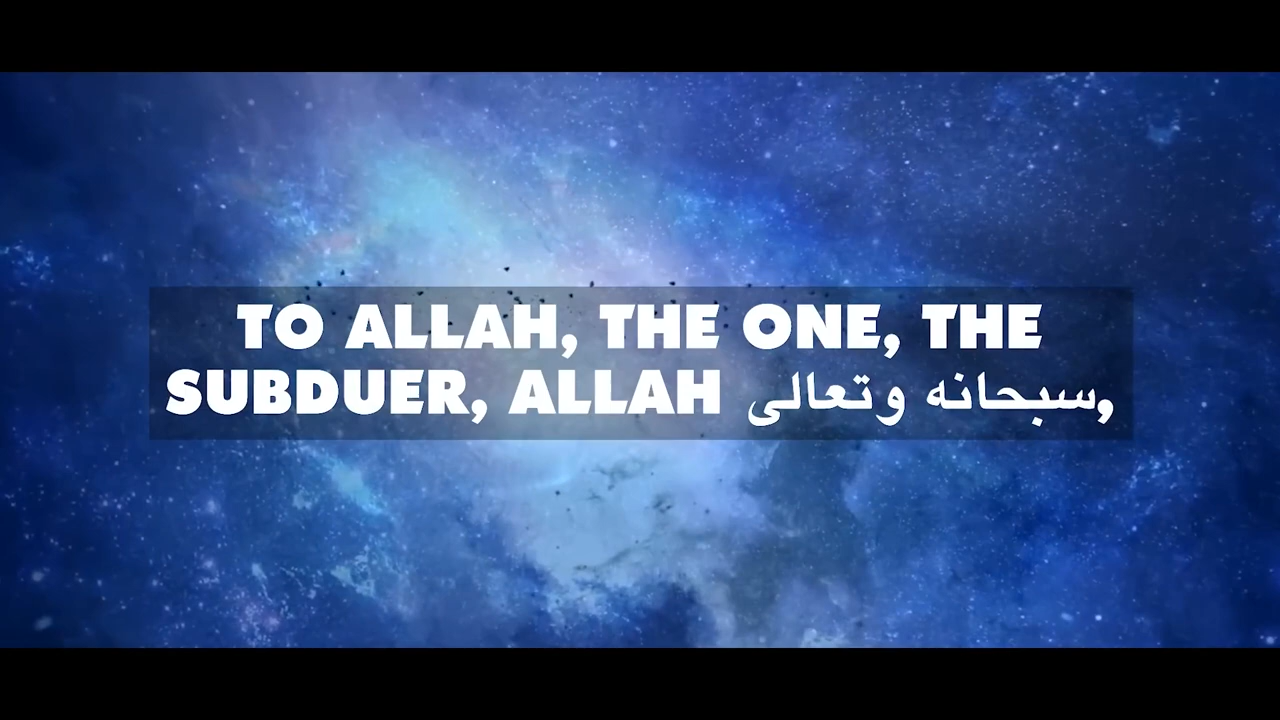 TO ALLAH, THE ONE, THE
SUBDUER, ALLAH سبحانه وتعالى,